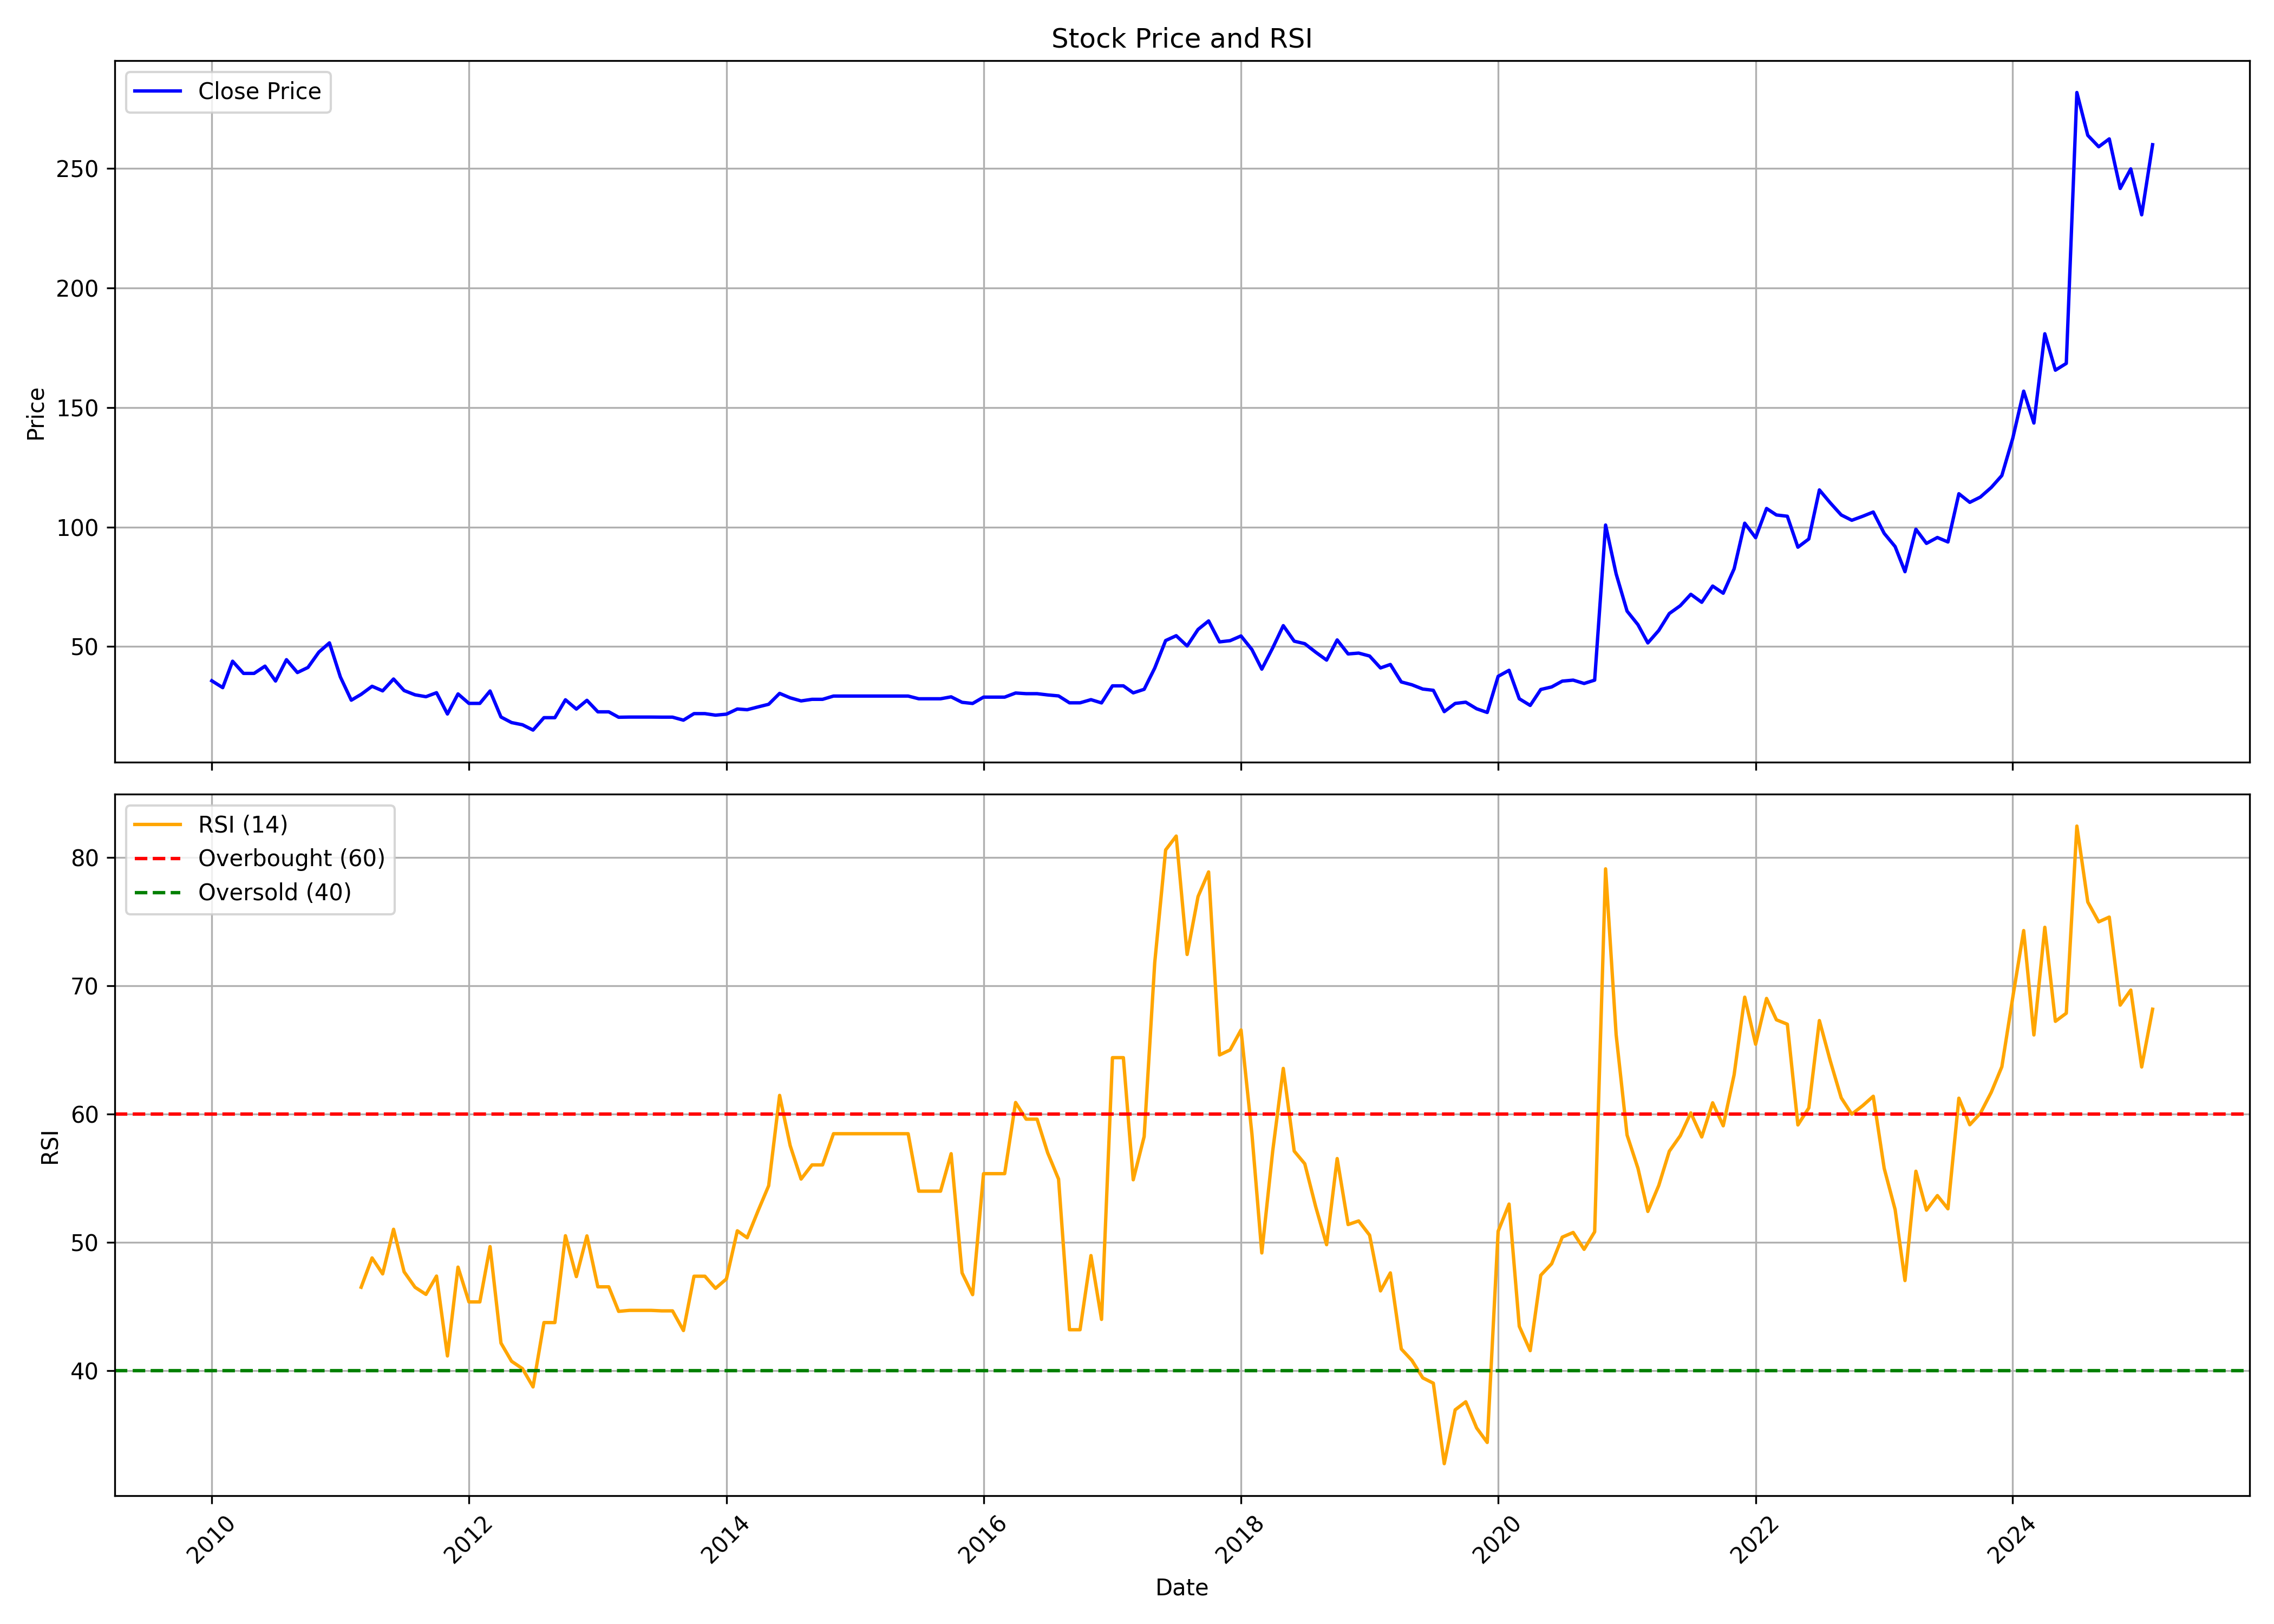 Stock Price and RSI
Close Price
Price
250
200
150
100
50
RSI (14)
Overbought (60)
Oversold (40)
RSI
80
70
60
50
40
2010
2012
2014
2016
2018
2020
2022
2024
Date